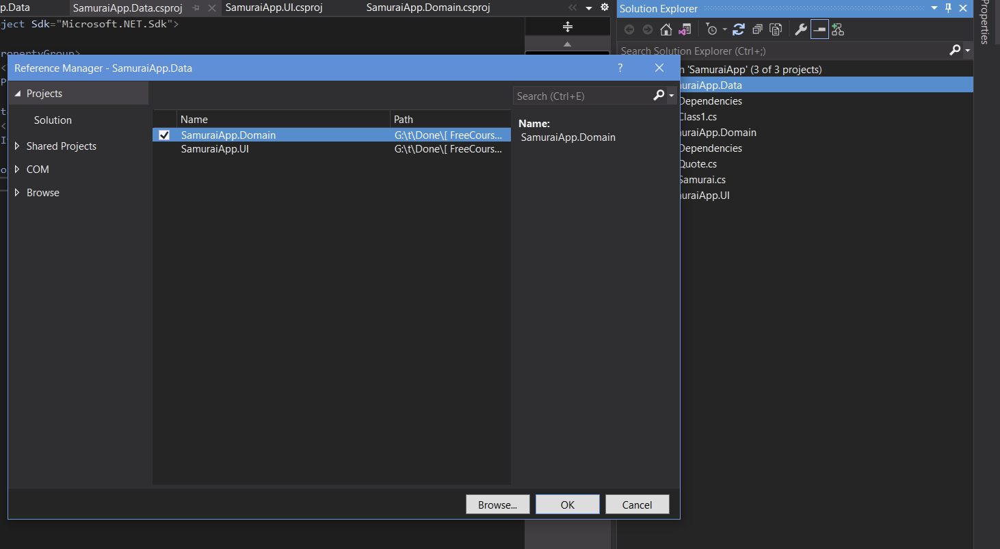 p.Data
SamuraiApp.Data.csproj
SamuraiApp.UI.csproj
SamuraiApp.Domain.csproj
ject Sdk="Microsoft.NET.Sdk">
ropertyGroup>
Reference Manager - SamuraiApp.Data
?
Projects
Solution
Shared Projects
COM
Browse
Search (Ctrl+E)
Name Path
SamuraiApp.Domain G:\t\Done\[ FreeCours...
SamuraiApp.UI G:\t\Done\[ FreeCours...
Name:
SamuraiApp.Domain
Browse...
OK
Cancel
Solution Explorer
Search Solution Explorer (Ctrl+;)
n 'SamuraiApp' (3 of 3 projects)
uraiApp.Data
Dependencies
Class1.cs
uraiApp.Domain
Dependencies
Quote.cs
Samurai.cs
uraiApp.UI
Properties